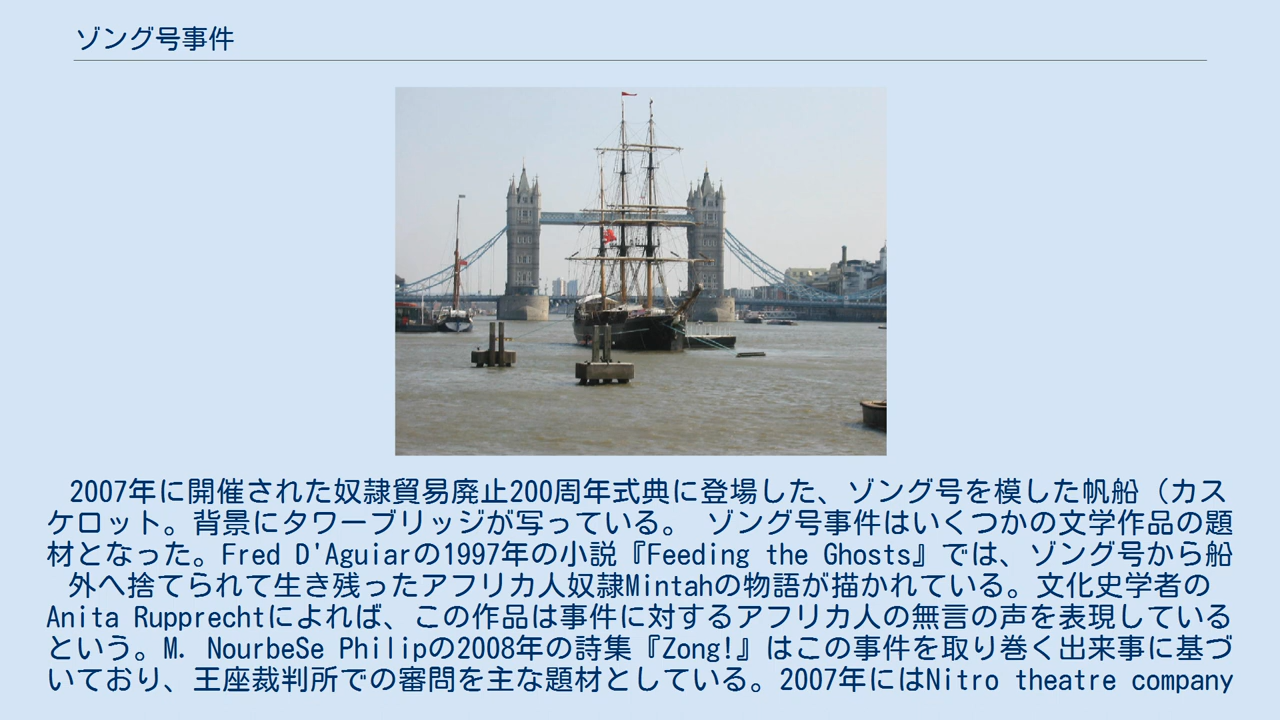 ゾング号事件
2007年に開催された奴隷貿易廃止200周年式典に登場した、ゾング号を模した帆船（カス
ケロット。背景にタワーブリッジが写っている。 ゾング号事件はいくつかの文学作品の題
材となった。Fred D'Aguiarの1997年の小説『Feeding the Ghosts』では、ゾング号から船
外へ捨てられて生き残ったアフリカ人奴隷Mintahの物語が描かれている。文化史学者の
Anita Rupprechtによれば、この作品は事件に対するアフリカ人の無言の声を表現している
という。M. NourbeSe Philipの2008年の詩集『Zong!』はこの事件を取り巻く出来事に基づ
いており、王座裁判所での審問を主な題材としている。2007年にはNitro theatre company